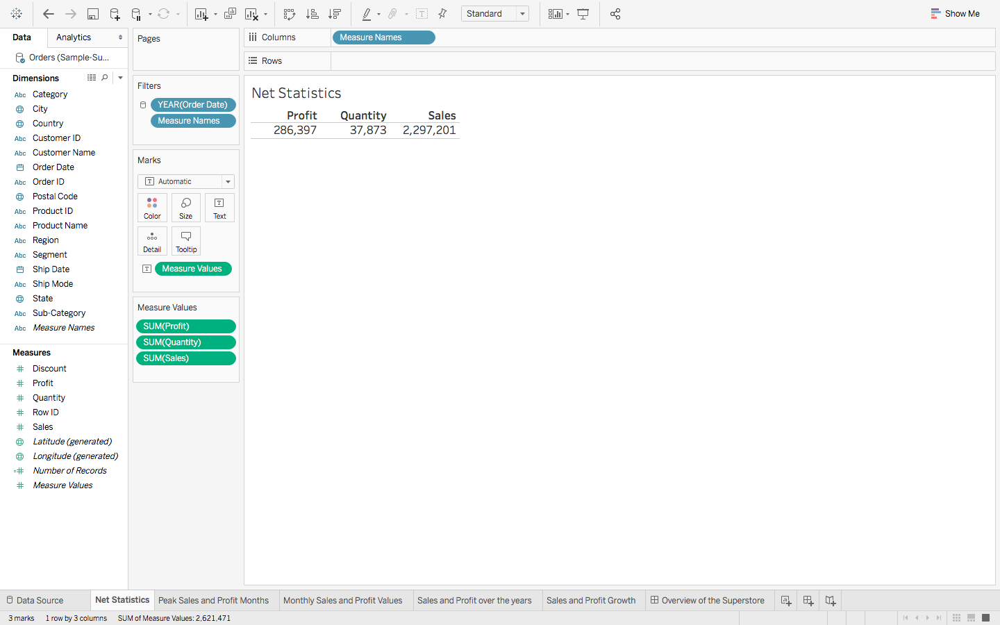 Standard
Show Me
Data
Analytics
Orders (Sample-Su...
Dimensions
Abc Category
City
Country
Abc Customer ID
Abc Customer Name
Order Date
Abc Order ID
Postal Code
Abc Product ID
Abc Product Name
Abc Region
Abc Segment
Ship Date
Abc Ship Mode
State
Abc Sub-Category
Abc Measure Names
Measures
# Discount
# Profit
# Quantity
# Row ID
# Sales
Latitude (generated)
Longitude (generated)
=# Number of Records
# Measure Values
Pages
Filters
YEAR(Order Date)
Measure Names
Marks
T Automatic
Color
Size
T Text
Detail
Tooltip
T Measure Values
Measure Values
SUM(Profit)
SUM(Quantity)
SUM(Sales)
Columns
Measure Names
Rows
Net Statistics
Profit Quantity Sales
286,397 37,873 2,297,201
Data Source
Net Statistics
Peak Sales and Profit Months
Monthly Sales and Profit Values
Sales and Profit over the years
Sales and Profit Growth
Overview of the Superstore
3 marks 1 row by 3 columns SUM of Measure Values: 2,621,471